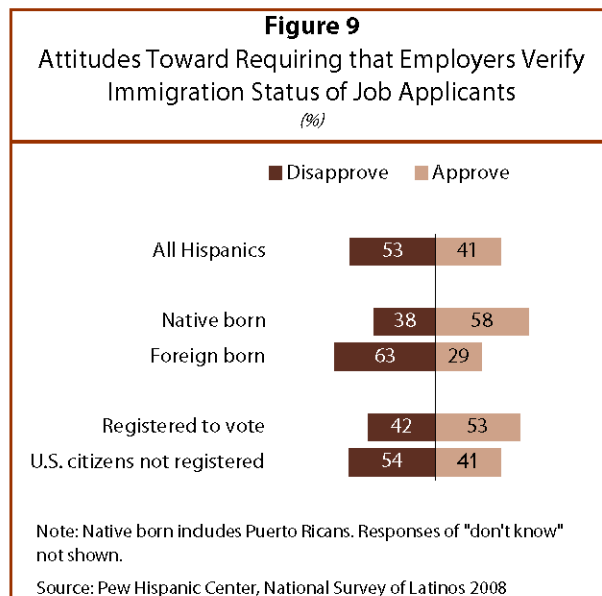 Figure 9
Attitudes Toward Requiring that Employers Verify
Immigration Status of Job Applicants
(%)
Disapprove Approve
All Hispanics 53 41
Native born 38 58
Foreign born 63 29
Registered to vote 42 53
U.S. citizens not registered 54 41
Note: Native born includes Puerto Ricans. Responses of "don't know"
not shown.
Source: Pew Hispanic Center, National Survey of Latinos 2008